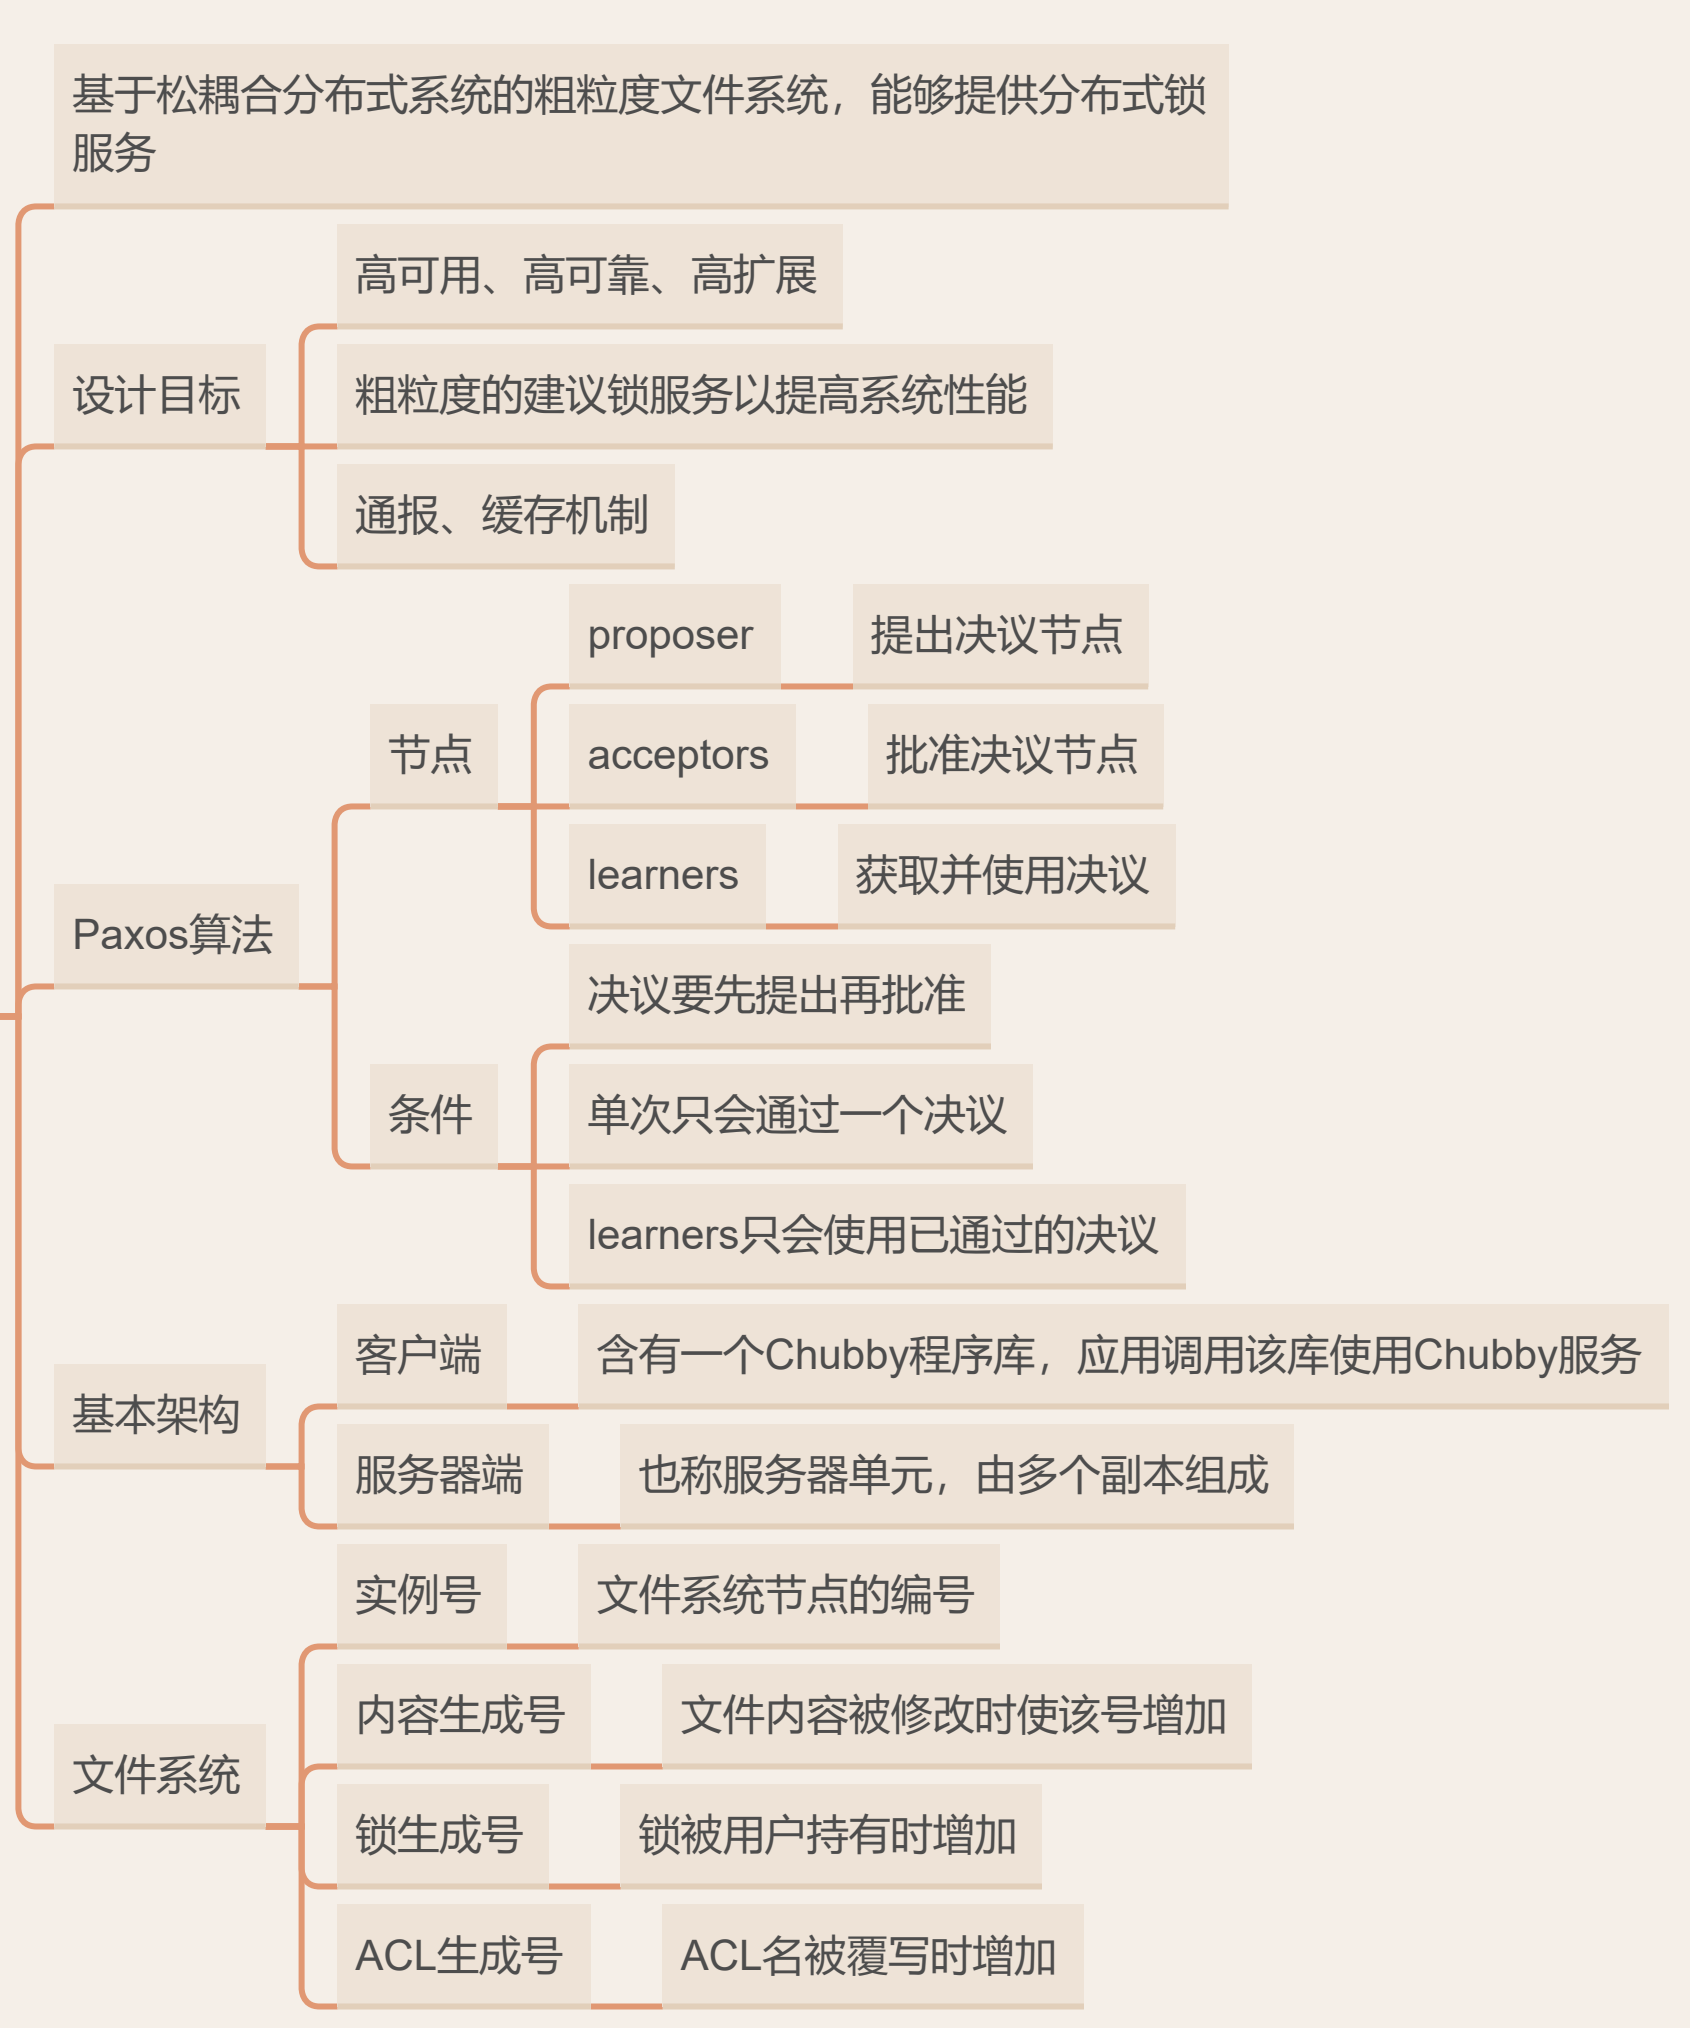 基于松耦合分布式系统的粗粒度文件系统，能够提供分布式锁
服务
高可用、高可靠、高扩展
设计目标
粗粒度的建议锁服务以提高系统性能
通报、缓存机制
proposer
提出决议节点
节点
acceptors
批准决议节点
learners
获取并使用决议
Paxos算法
决议要先提出再批准
条件
单次只会通过一个决议
learners只会使用已通过的决议
客户端
含有一个Chubby程序库，应用调用该库使用Chubby服务
基本架构
服务器端
也称服务器单元，由多个副本组成
实例号
文件系统节点的编号
内容生成号
文件内容被修改时使该号增加
文件系统
锁生成号
锁被用户持有时增加
ACL生成号
ACL名被覆写时增加